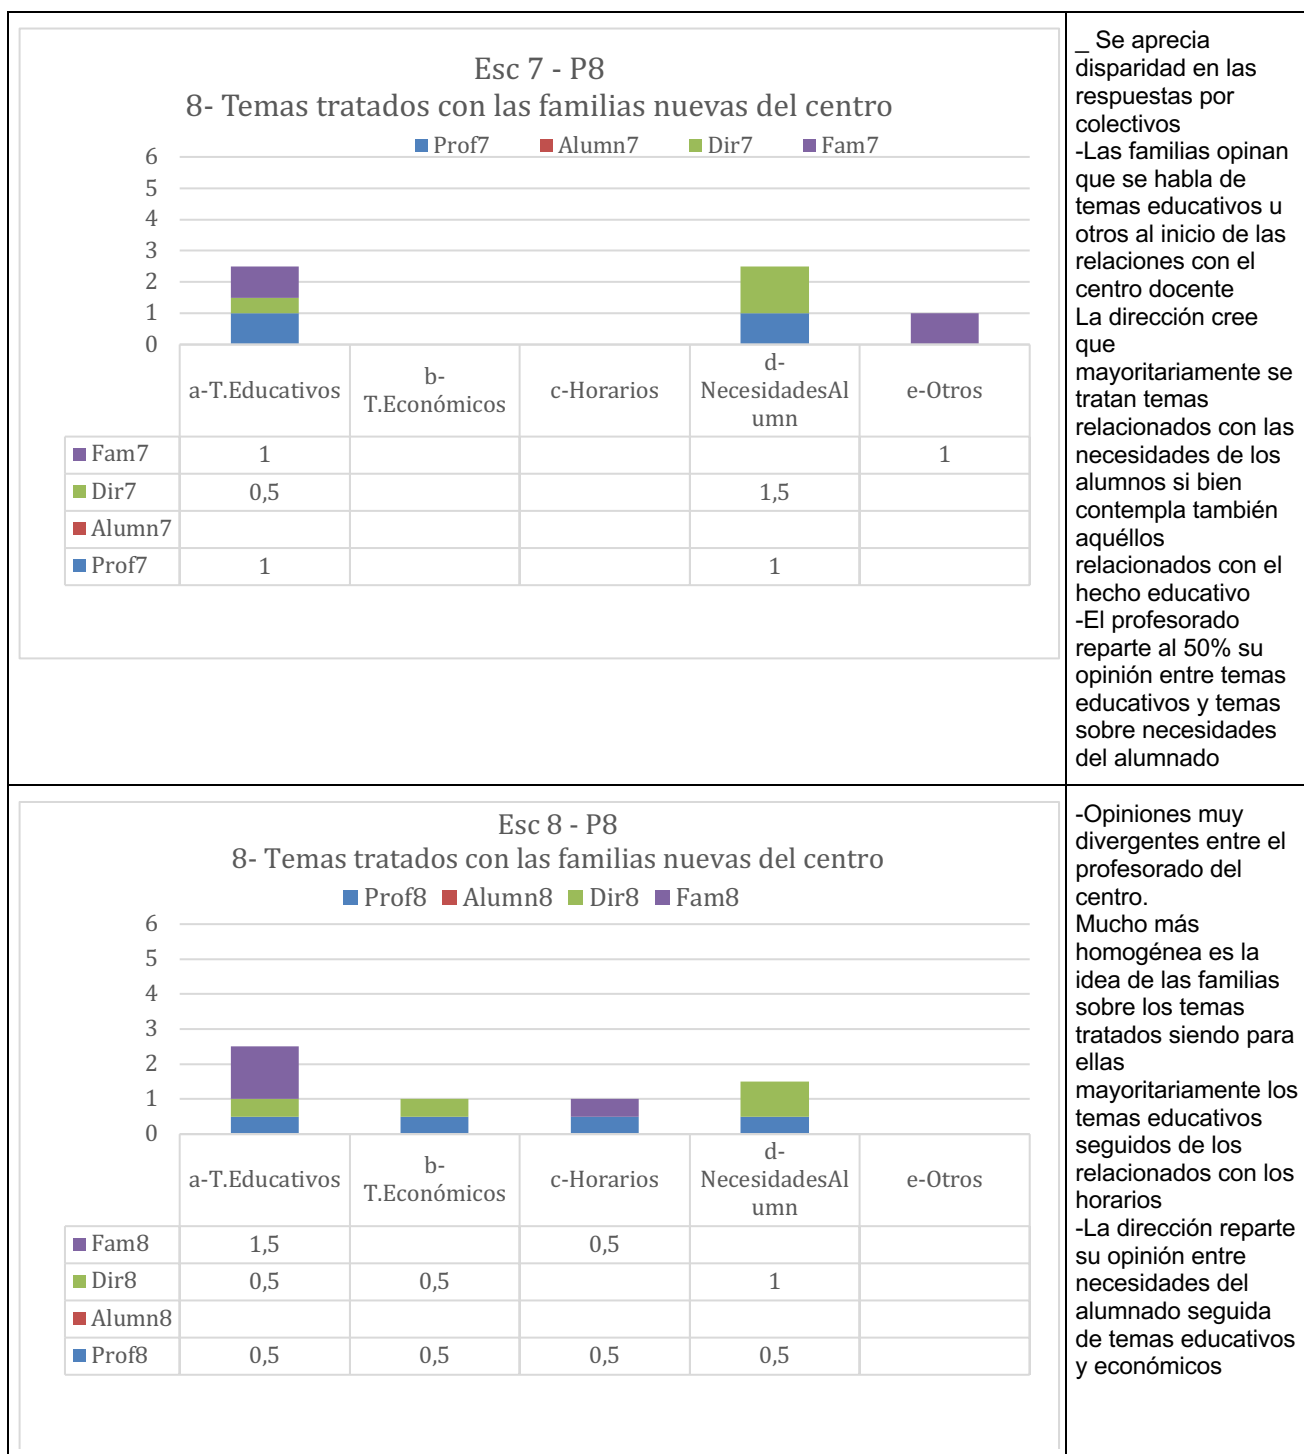 Esc 7 - P8
8- Temas tratados con las familias nuevas del centro
Prof7 Alumn7 Dir7 Fam7
6
5
4
3
2
1
0
a-T.Educativos
b-
T.Económicos
c-Horarios
d-
NecesidadesAl
umn
e-Otros
Fam7 1 1
Dir7 0,5 1,5
Alumn7
Prof7 1 1
_ Se aprecia
disparidad en las
respuestas por
colectivos
-Las familias opinan
que se habla de
temas educativos u
otros al inicio de las
relaciones con el
centro docente
La dirección cree
que
mayoritariamente se
tratan temas
relacionados con las
necesidades de los
alumnos si bien
contempla también
aquéllos
relacionados con el
hecho educativo
-El profesorado
reparte al 50% su
opinión entre temas
educativos y temas
sobre necesidades
del alumnado
Esc 8 - P8
8- Temas tratados con las familias nuevas del centro
Prof8 Alumn8 Dir8 Fam8
6
5
4
3
2
1
0
a-T.Educativos
b-
T.Económicos
c-Horarios
d-
NecesidadesAl
umn
e-Otros
Fam8 1,5 0,5
Dir8 0,5 0,5 1
Alumn8
Prof8 0,5 0,5 0,5 0,5
-Opiniones muy
divergentes entre el
profesorado del
centro.
Mucho más
homogénea es la
idea de las familias
sobre los temas
tratados siendo para
ellas
mayoritariamente los
temas educativos
seguidos de los
relacionados con los
horarios
-La dirección reparte
su opinión entre
necesidades del
alumnado seguida
de temas educativos
y económicos